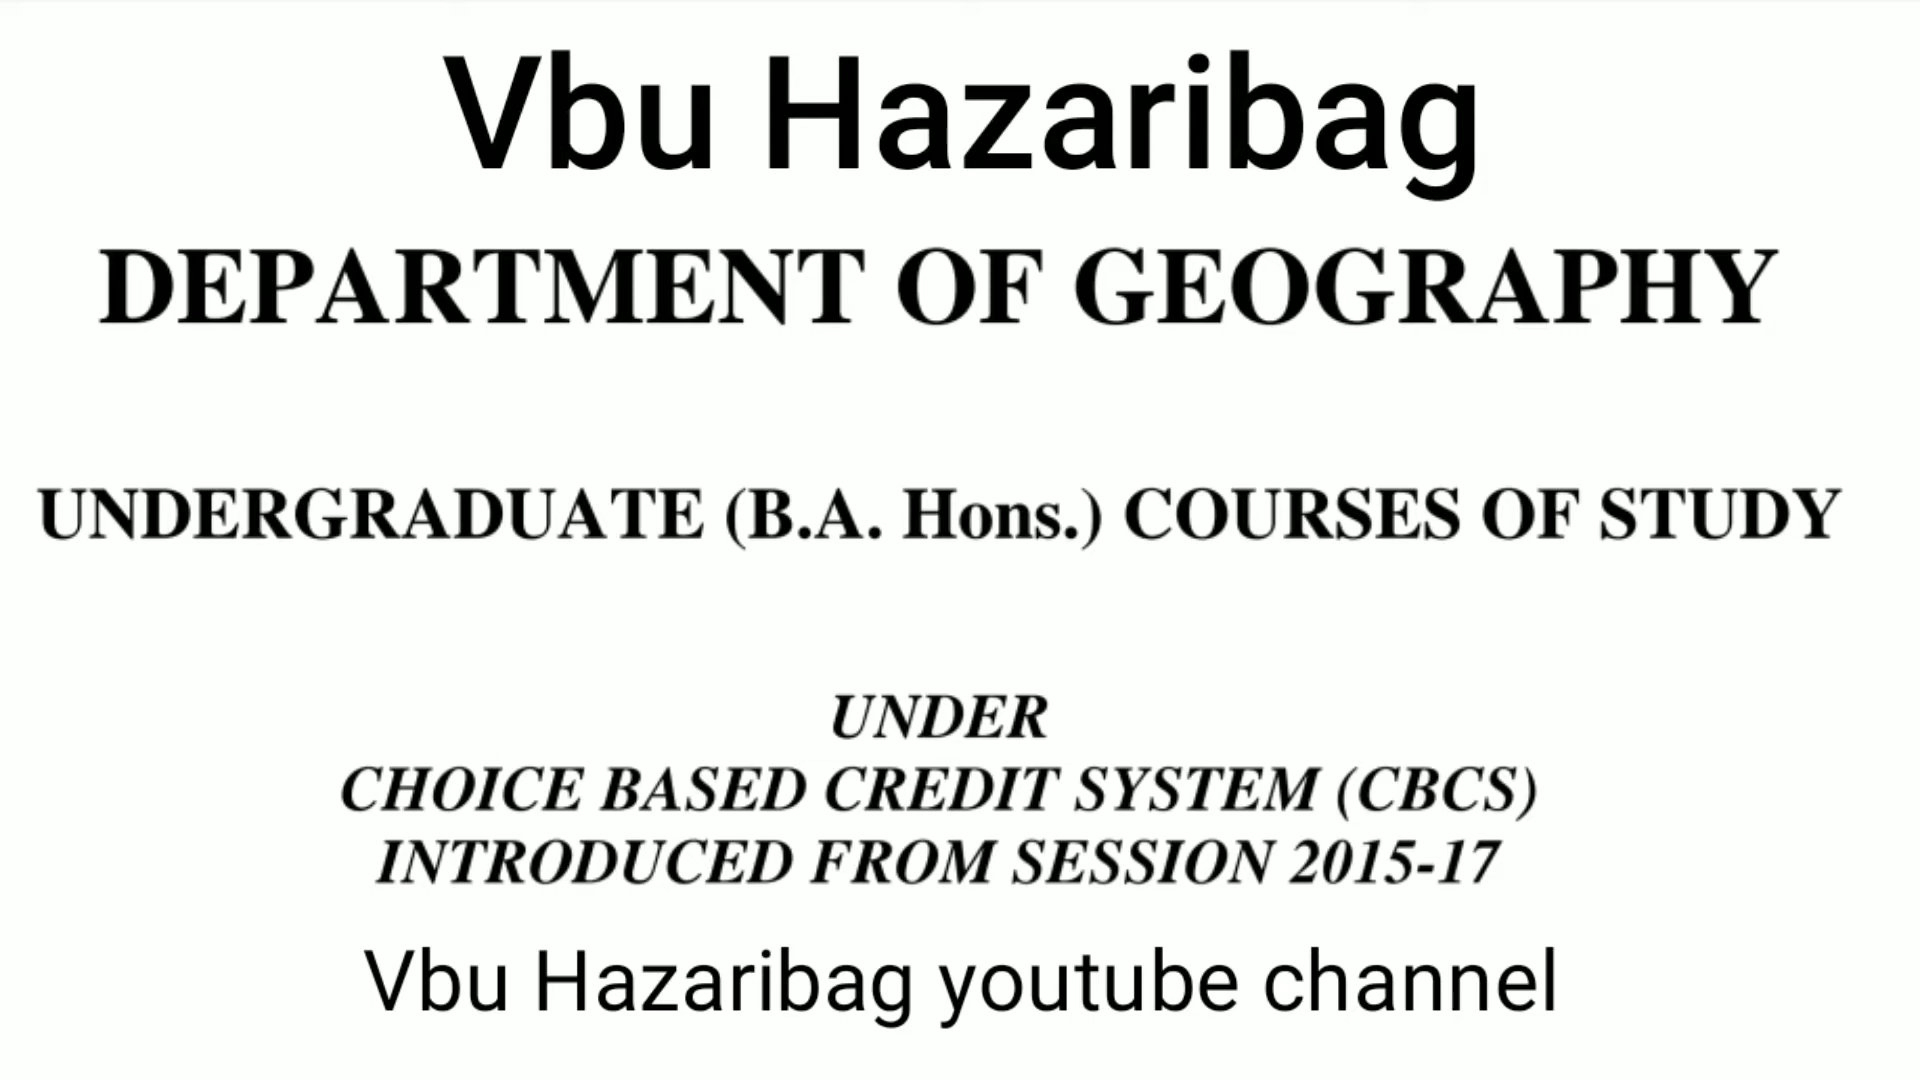 Vbu Hazaribag
DEPARTMENT OF GEOGRAPHY
UNDERGRADUATE (B.A. Hons.) COURSES OF STUDY
UNDER
CHOICE BASED CREDIT SYSTEM (CBCS)
INTRODUCED FROM SESSION 2015-17
Vbu Hazaribag youtube channel